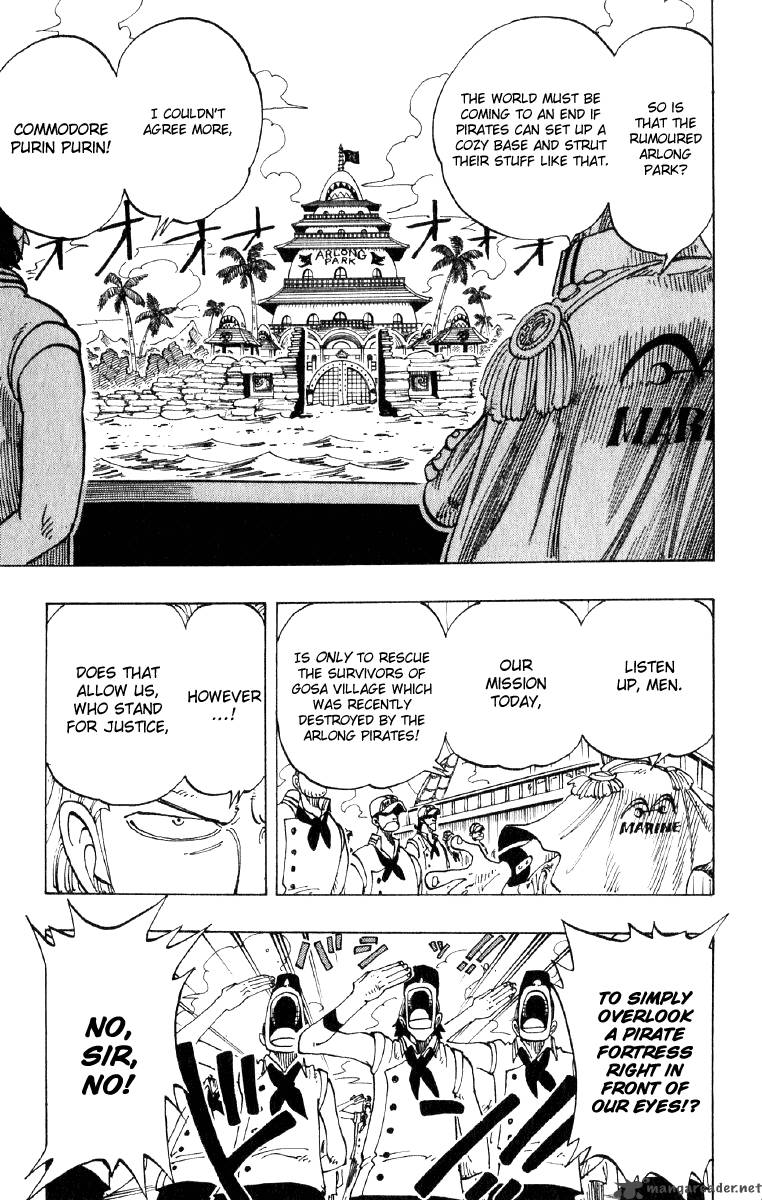 SO IS
THAT THE
RUMOURED
ARLONG
PARK?
THE WORLD MUST BE
COMING TO AN END IF
PIRATES CAN SET UP A
COZY BASE AND STRUT
THEIR STUFF LIKE THAT.
I COULDN'T
AGREE MORE,
COMMODORE
PURIN PURIN!
ARLONG
PARK
MARIN
LISTEN
UP, MEN.
OUR
MISSION
TODAY,
IS ONLY TO RESCUE
THE SURVIVORS OF
GOSA VILLAGE WHICH
WAS RECENTLY
DESTROYED BY THE
ARLONG PIRATES!
MARINE
HOWEVER
...!
DOES THAT
ALLOW US,
WHO STAND
FOR JUSTICE,
TO SIMPLY
OVERLOOK
A PIRATE
FORTRESS
RIGHT IN
FRONT OF
OUR EYES!?
NO,
SIR,
NO!
mangareader.net